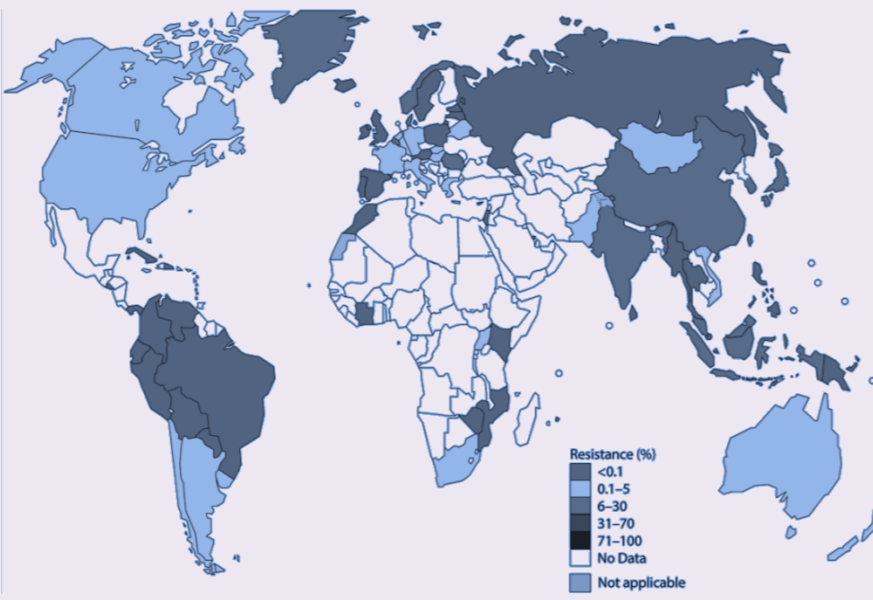 Resistance (%)
<0.1
0.1–5
6–30
31–70
71–100
No Data
Not applicable